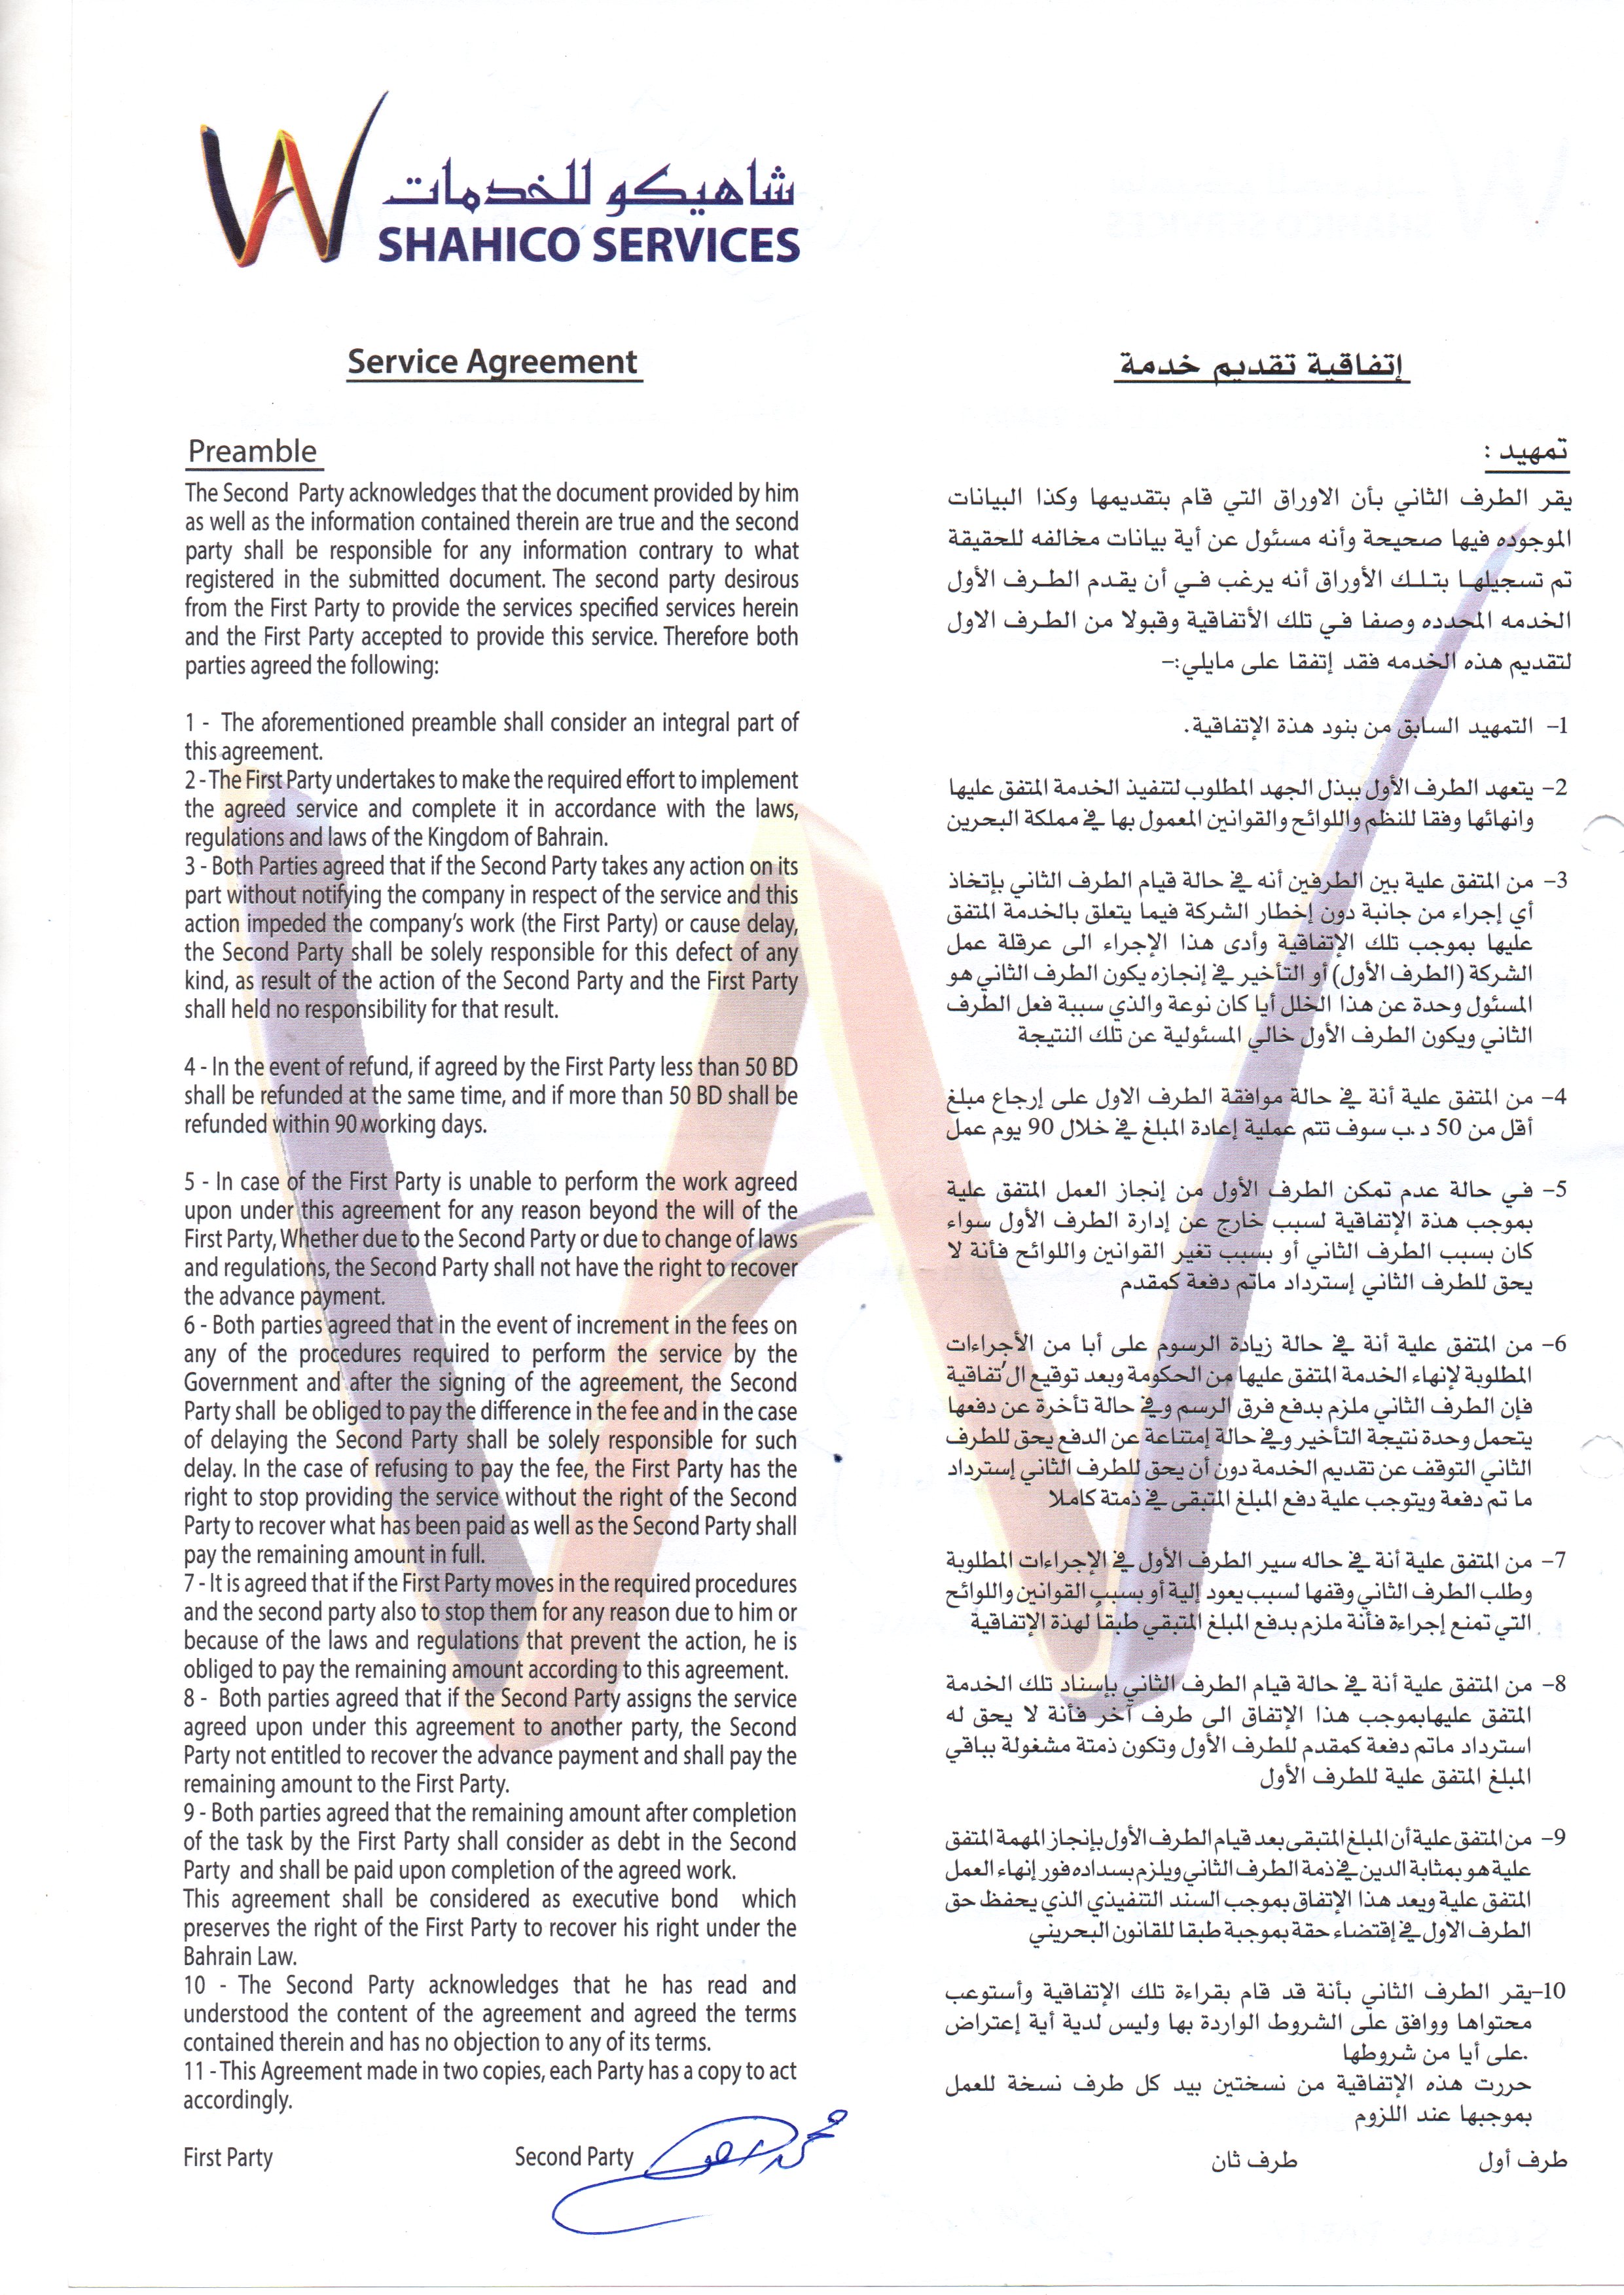 شاهيكو للخدمات
SHAHICO SERVICES
Service Agreement
Preamble
The Second Party acknowledges that the document provided by him
as well as the information contained therein are true and the second
party shall be responsible for any information contrary to what
registered in the submitted document. The second party desirous
from the First Party to provide the services specified services herein
and the First Party accepted to provide this service. Therefore both
parties agreed the following:
1 - The aforementioned preamble shall consider an integral part of
this agreement.
2 - The First Party undertakes to make the required effort to implement
the agreed service and complete it in accordance with the laws,
regulations and laws of the Kingdom of Bahrain.
3 - Both Parties agreed that if the Second Party takes any action on its
part without notifying the company in respect of the service and this
action impeded the company's work (the First Party) or cause delay,
the Second Party shall be solely responsible for this defect of any
kind, as result of the action of the Second Party and the First Party
shall held no responsibility for that result.
4 - In the event of refund, if agreed by the First Party less than 50 BD
shall be refunded at the same time, and if more than 50 BD shall be
refunded within 90 working days.
5 - In case of the First Party is unable to perform the work agreed
upon under this agreement for any reason beyond the will of the
First Party, Whether due to the Second Party or due to change of laws
and regulations, the Second Party shall not have the right to recover
the advance payment.
6 - Both parties agreed that in the event of increment in the fees on
any of the procedures required to perform the service by the
Government and after the signing of the agreement, the Second
Party shall be obliged to pay the difference in the fee and in the case
of delaying the Second Party shall be solely responsible for such
delay. In the case of refusing to pay the fee, the First Party has the
right to stop providing the service without the right of the Second
Party to recover what has been paid as well as the Second Party shall
pay the remaining amount in full.
7 - It is agreed that if the First Party moves in the required procedures
and the second party also to stop them for any reason due to him or
because of the laws and regulations that prevent the action, he is
obliged to pay the remaining amount according to this agreement.
8 - Both parties agreed that if the Second Party assigns the service
agreed upon under this agreement to another party, the Second
Party not entitled to recover the advance payment and shall pay the
remaining amount to the First Party.
9 - Both parties agreed that the remaining amount after completion
of the task by the First Party shall consider as debt in the Second
Party and shall be paid upon completion of the agreed work.
This agreement shall be considered as executive bond which
preserves the right of the First Party to recover his right under the
Bahrain Law.
10 - The Second Party acknowledges that he has read and
understood the content of the agreement and agreed the terms
contained therein and has no objection to any of its terms.
11 - This Agreement made in two copies, each Party has a copy to act
accordingly.
First Party
Second Party
إتفاقية تقديم خدمة
تمهيد :
يقر الطرف الثاني بأن الاوراق التي قام بتقديمها وكذا البيانات
الموجوده فيها صحيحة وأنه مسئول عن أية بيانات مخالفه للحقيقة
تم تسجيلها بتلك الأوراق أنه يرغب في أن يقدم الطرف الأول
الخدمه المحدده وصفا في تلك الأتفاقية وقبولا من الطرف الاول
لتقديم هذه الخدمه فقد إتفقا على مايلي:-
1- التمهيد السابق من بنود هذة الإتفاقية.
2- يتعهد الطرف الأول ببذل الجهد المطلوب لتنفيذ الخدمة المتفق عليها
وانهائها وفقا للنظم واللوائح والقوانين المعمول بها في مملكة البحرين
3- من المتفق علية بين الطرفين أنه في حالة قيام الطرف الثاني بإتخاذ
أي إجراء من جانبة دون إخطار الشركة فيما يتعلق بالخدمة المتفق
عليها بموجب تلك الإتفاقية وأدى هذا الإجراء الى عرقلة عمل
الشركة (الطرف الأول) أو التأخير في إنجازه يكون الطرف الثاني هو
المسئول وحدة عن هذا الخلل أيا كان نوعة والذي سببة فعل الطرف
الثاني ويكون الطرف الأول خالي المسئولية عن تلك النتيجة
4- من المتفق علية أنة في حالة موافقة الطرف الاول على إرجاع مبلغ
أقل من 50 د.ب سوف تتم عملية إعادة المبلغ في خلال 90 يوم عمل
5- في حالة عدم تمكن الطرف الأول من إنجاز العمل المتفق علية
بموجب هذة الإتفاقية لسبب خارج عن إدارة الطرف الأول سواء
كان بسبب الطرف الثاني أو بسبب تغير القوانين واللوائح فأنة لا
يحق للطرف الثاني إسترداد ماتم دفعة كمقدم
6- من المتفق علية أنة في حالة زيادة الرسوم على أبا من الأجراءات
المطلوبة لإنهاء الخدمة المتفق عليها من الحكومة وبعد توقيع ال'تفاقية
فإن الطرف الثاني ملزم بدفع فرق الرسم وفي حالة تأخرة عن دفعها
يتحمل وحدة نتيجة التأخير وفي حالة إمتناعة عن الدفع يحق للطرف
الثاني التوقف عن تقديم الخدمة دون أن يحق للطرف الثاني إسترداد
ما تم دفعة ويتوجب علية دفع المبلغ المتبقى في ذمتة كاملا
7- من المتفق علية أنة في حاله سير الطرف الأول في الإجراءات المطلوبة
وطلب الطرف الثاني وقفها لسبب يعود إلية أو بسبب القوانين واللوائح
التي تمنع إجراءة فأنة ملزم بدفع المبلغ المتبقي طبقاً لهذة الإتفاقية.
8- من المتفق علية أنة في حالة قيام الطرف الثاني بإسناد تلك الخدمة
المتفق عليهابموجب هذا الإتفاق الى طرف آخر فأنة لا يحق له
استرداد ماتم دفعة كمقدم للطرف الأول وتكون ذمتة مشغولة بباقي
المبلغ المتفق علية للطرف الأول
9- من المتفق علية أن المبلغ المتبقى بعد قيام الطرف الأول بإنجاز المهمة المتفق
علية هو بمثابة الدين في ذمة الطرف الثاني ويلزم بسداده فور إنهاء العمل
المتفق علية ويعد هذا الإتفاق بموجب السند التنفيذي الذي يحفظ حق
الطرف الاول في إقتضاء حقة بموجبة طبقا للقانون البحريني
10-يقر الطرف الثاني بأنة قد قام بقراءة تلك الإتفاقية وأستوعب
محتواها ووافق على الشروط الواردة بها وليس لدية أية إعتراض
.على أيا من شروطها
حررت هذه الإتفاقية من نسختين بيد كل طرف نسخة للعمل
بموجبها عند اللزوم
طرف أول
طرف ثان